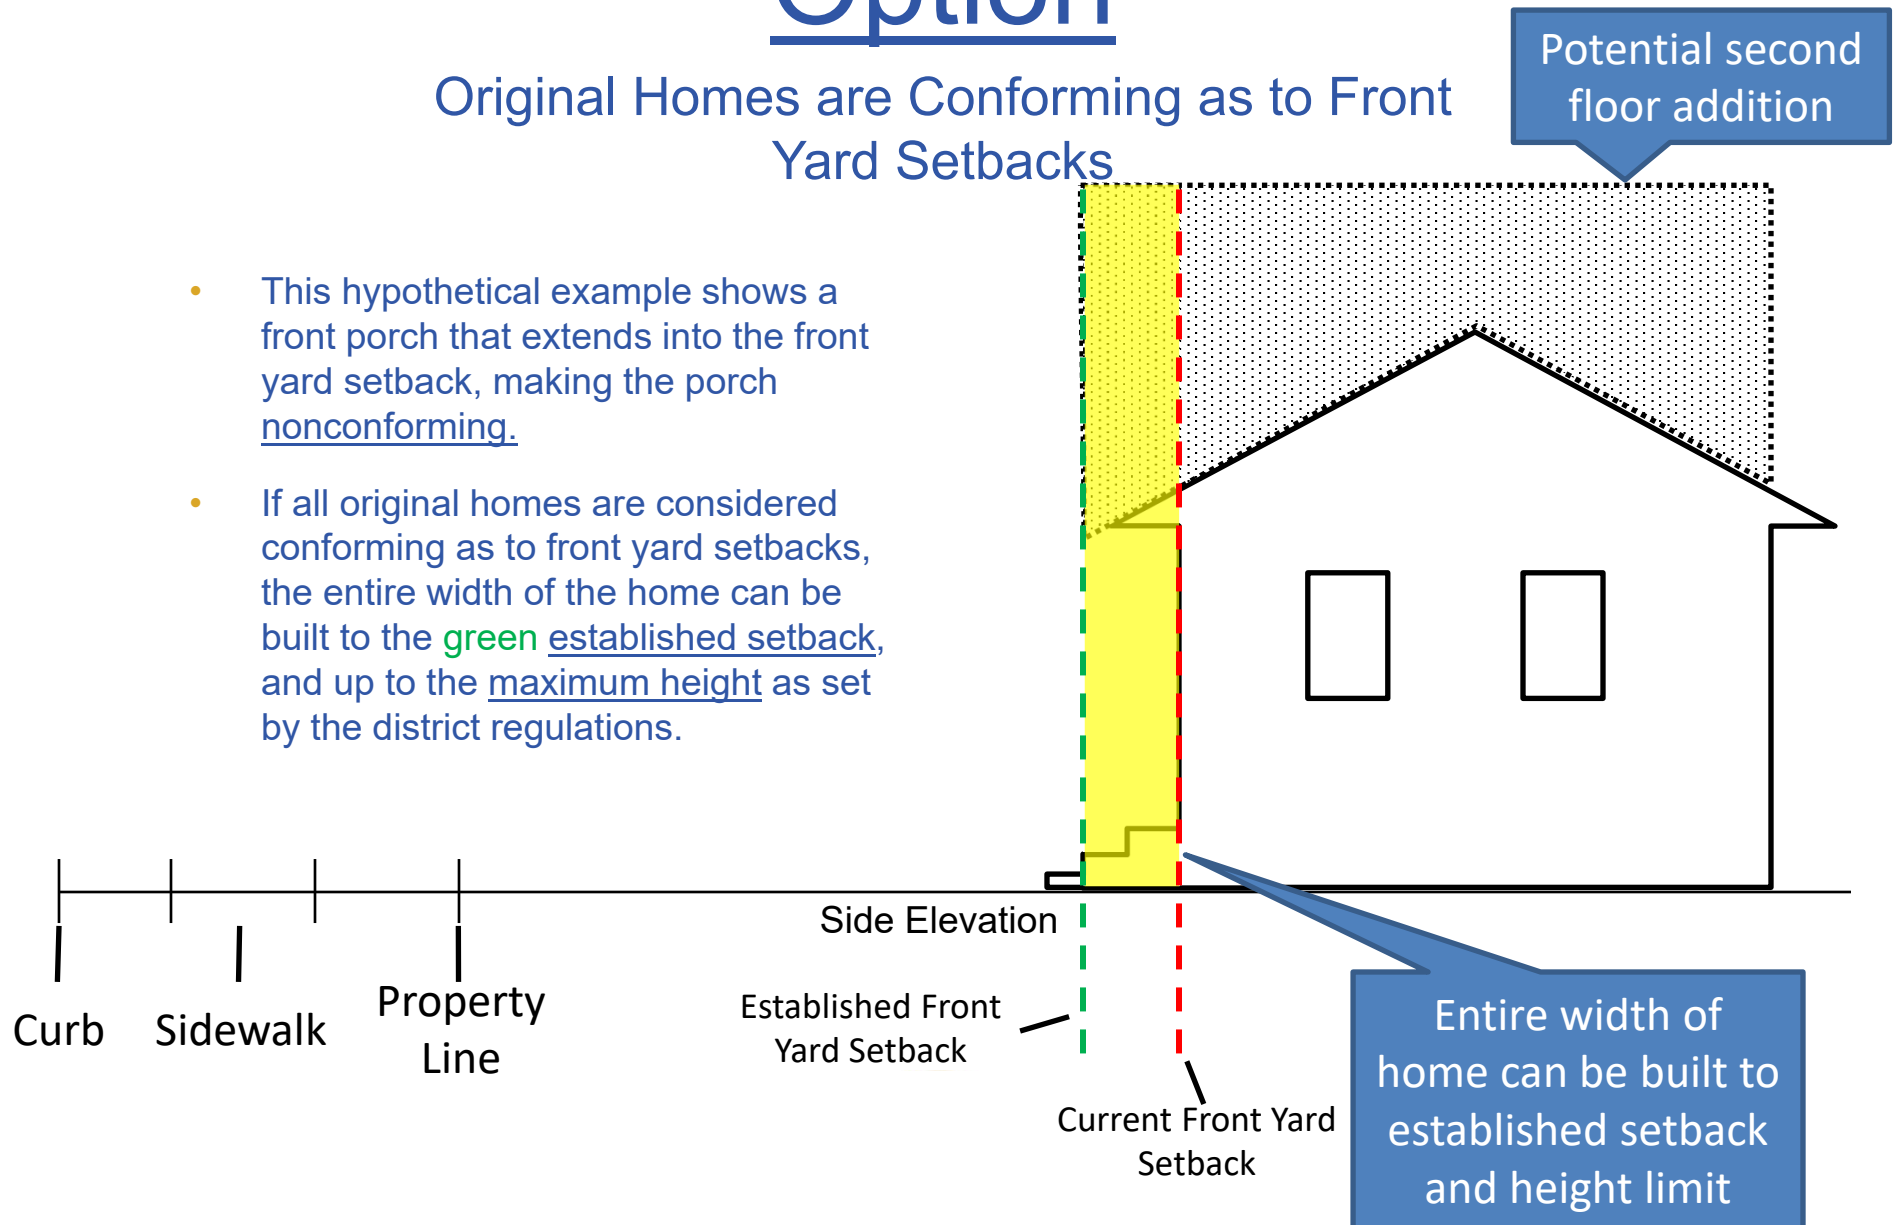 Option
Original Homes are Conforming as to Front
Yard Setbacks
Potential second
floor addition
• This hypothetical example shows a
front porch that extends into the front
yard setback, making the porch
nonconforming.
• If all original homes are considered
conforming as to front yard setbacks,
the entire width of the home can be
built to the green established setback,
and up to the maximum height as set
by the district regulations.
Side Elevation
Curb
Sidewalk
Property
Line
Established Front
Yard Setback
Current Front Yard
Setback
Entire width of
home can be built to
established setback
and height limit